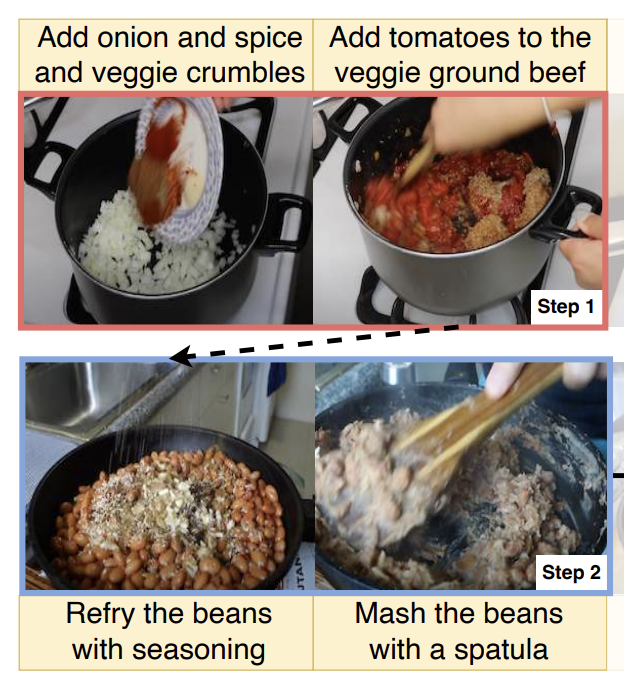 Add onion and spice
and veggie crumbles
Add tomatoes to the
veggie ground beef
Step 1
Step 2
Refry the beans
with seasoning
Mash the beans
with a spatula